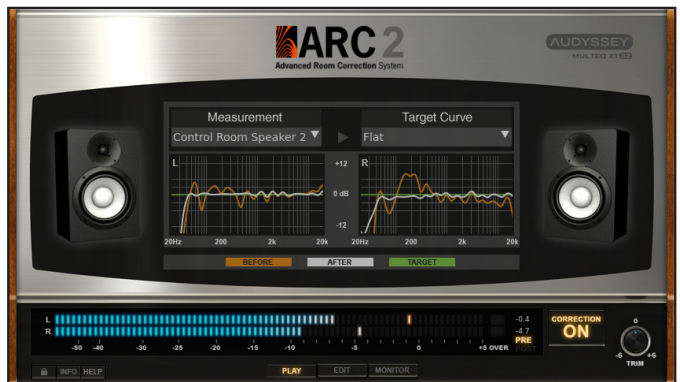 ARC 2
Advanced Room Correction System
AUDYSSEY
MULTEQ XT32
Measurement
Target Curve
Control Room Speaker 2
Flat
L
+12
R
0 dB
-12
20Hz 200 2k 20k
20Hz 200 2k 20k
BEFORE AFTER TARGET
L
-0.4
R
-4.7
PRE
POST
-50 -40 -30 -25 -20 -15 -10 -5 0 +5 OVER
CORRECTION
ON
0
-6 +6
TRIM
INFO HELP
PLAY EDIT MONITOR